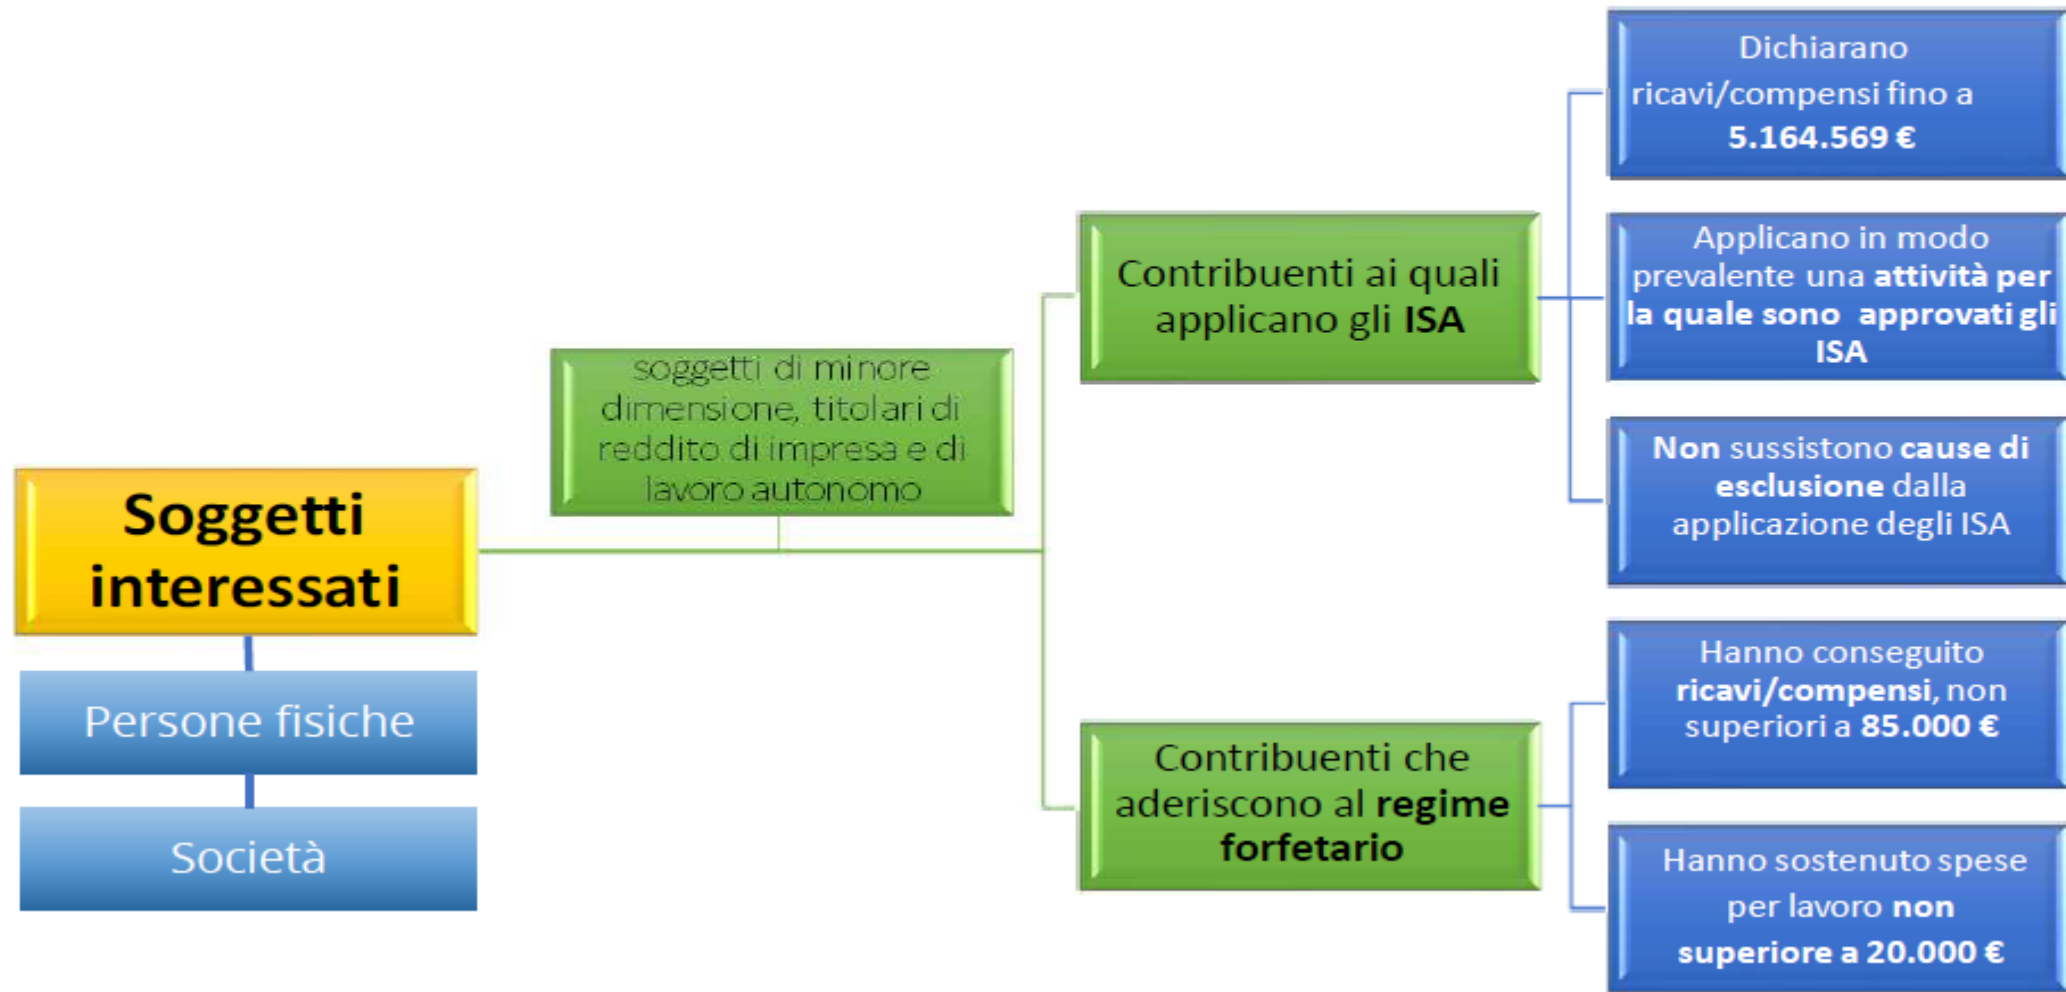 Soggetti
interessati
Persone fisiche
Società
soggetti di minore
dimensione, titolari di
reddito di impresa e di
lavoro autonomo
Contribuenti ai quali
applicano gli ISA
Dichiarano
ricavi/compensi fino a
5.164.569 €
Applicano in modo
prevalente una attività per
la quale sono approvati gli
ISA
Non sussistono cause di
esclusione dalla
applicazione degli ISA
Contribuenti che
aderiscono al regime
forfetario
Hanno conseguito
ricavi/compensi, non
superiori a 85.000 €
Hanno sostenuto spese
per lavoro non
superiore a 20.000 €